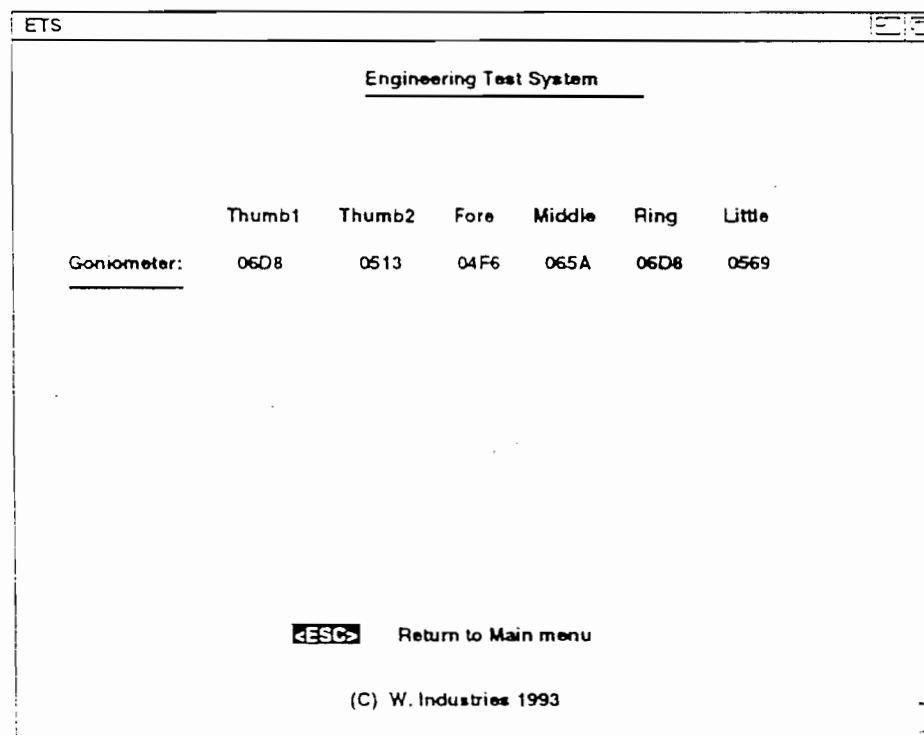 ETS
Engineering Test System
Thumb1 Thumb2 Fore Middle Ring Little
Goniometer: 06D8 0513 04F6 065A 06D8 0569
<ESC> Return to Main menu
(C) W. Industries 1993